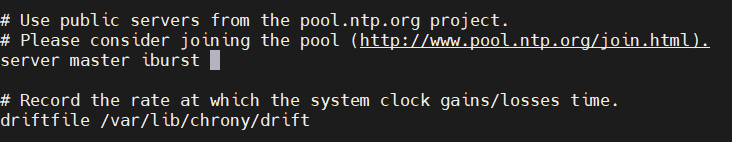 # Use public servers from the pool.ntp.org project.
# Please consider joining the pool (http://www.pool.ntp.org/join.html).
server master iburst
# Record the rate at which the system clock gains/losses time.
driftfile /var/lib/chrony/drift